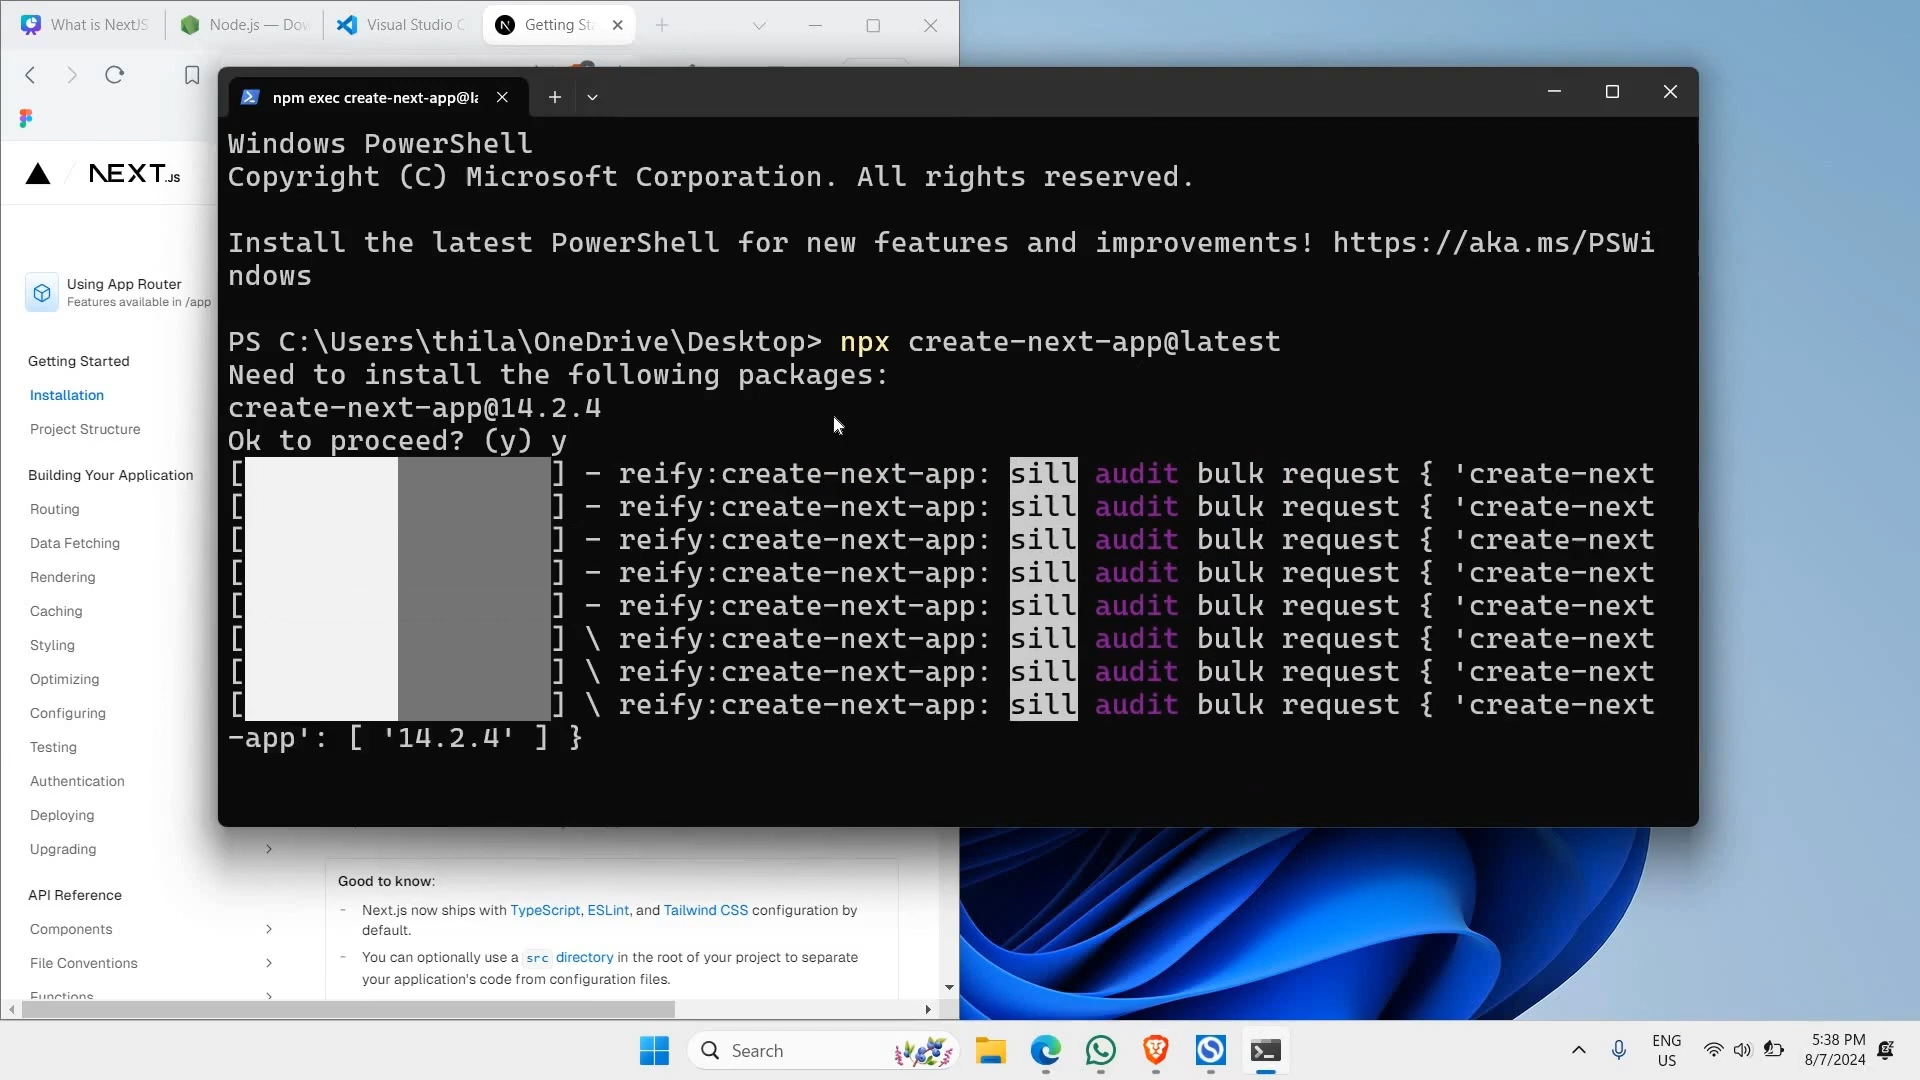 What is NextJS
Node.js — Dow
Visual Studio C
Getting St
npm exec create-next-app@la
NEXT.JS
Windows PowerShell
Copyright (C) Microsoft Corporation. All rights reserved.
Install the latest PowerShell for new features and improvements! https://aka.ms/PSWi
ndows
PS C:\Users\thila\OneDrive\Desktop> npx create-next-app@latest
Need to install the following packages:
create-next-app@14.2.4
Ok to proceed? (y) y
[ ] - reify:create-next-app: sill audit bulk request { 'create-next
[ ] - reify:create-next-app: sill audit bulk request { 'create-next
[ ] - reify:create-next-app: sill audit bulk request { 'create-next
[ ] - reify:create-next-app: sill audit bulk request { 'create-next
[ ] - reify:create-next-app: sill audit bulk request { 'create-next
[ ] \ reify:create-next-app: sill audit bulk request { 'create-next
[ ] \ reify:create-next-app: sill audit bulk request { 'create-next
[ ] \ reify:create-next-app: sill audit bulk request { 'create-next
-app': [ '14.2.4' ] }
Using App Router
Features available in /app
Getting Started
Installation
Project Structure
Building Your Application
Routing
Data Fetching
Rendering
Caching
Styling
Optimizing
Configuring
Testing
Authentication
Deploying
Upgrading
API Reference
Components
File Conventions
Functions
Good to know:
- Next.js now ships with TypeScript, ESLint, and Tailwind CSS configuration by
default.
- You can optionally use a src directory in the root of your project to separate
your application's code from configuration files.
Search
ENG
US
5:38 PM
8/7/2024